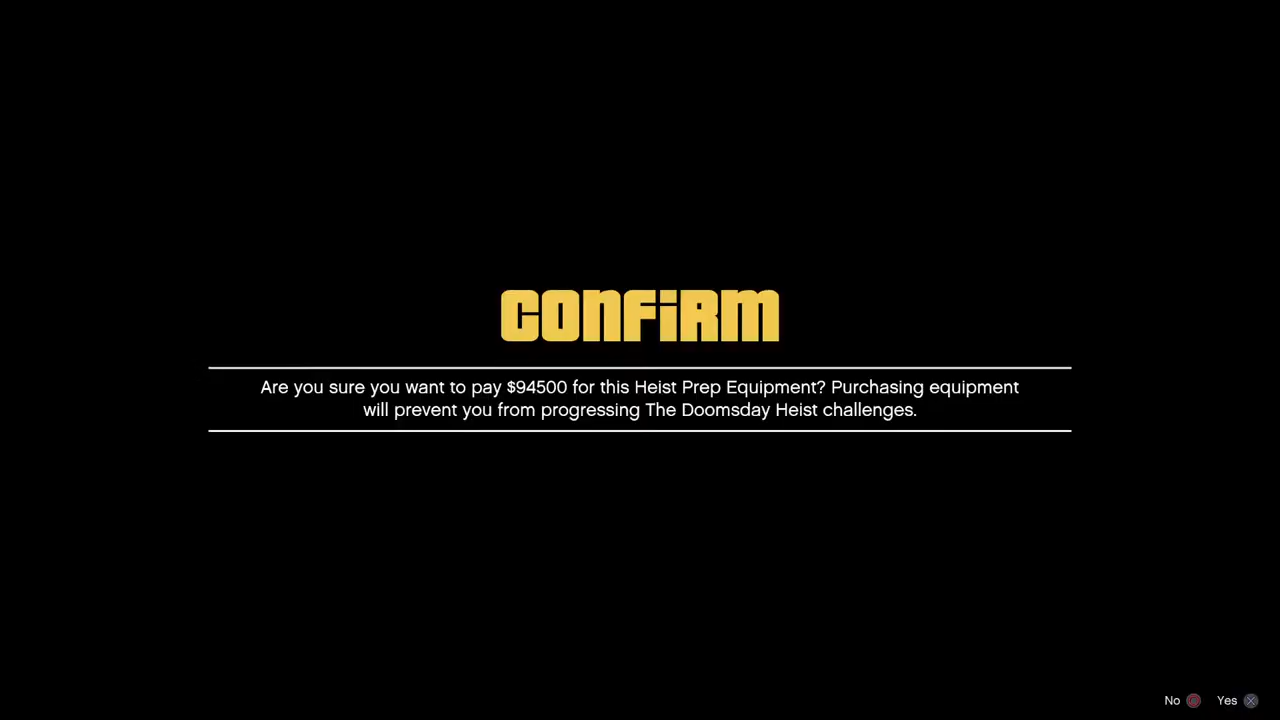 CONFIRM
Are you sure you want to pay $94500 for this Heist Prep Equipment? Purchasing equipment
will prevent you from progressing The Doomsday Heist challenges.
No Yes